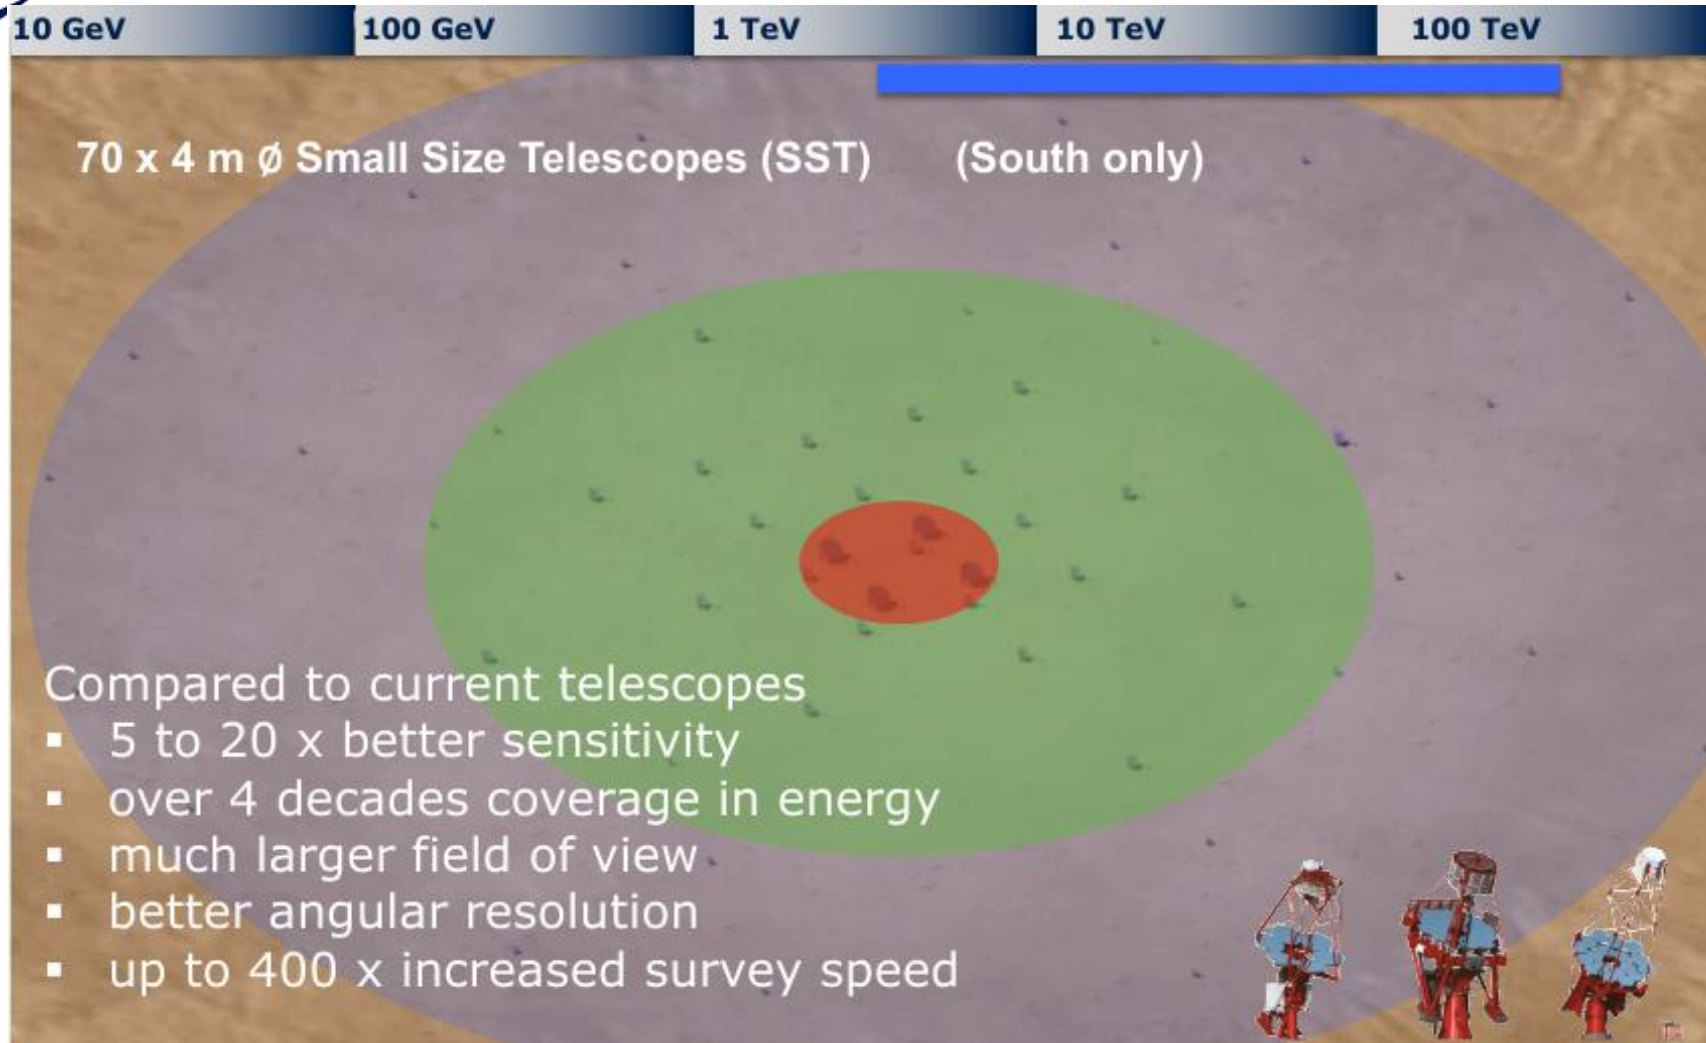 10 GeV 100 GeV 1 TeV 10 TeV 100 TeV
70 x 4 m ø Small Size Telescopes (SST) (South only)
Compared to current telescopes
▪ 5 to 20 x better sensitivity
▪ over 4 decades coverage in energy
▪ much larger field of view
▪ better angular resolution
▪ up to 400 x increased survey speed